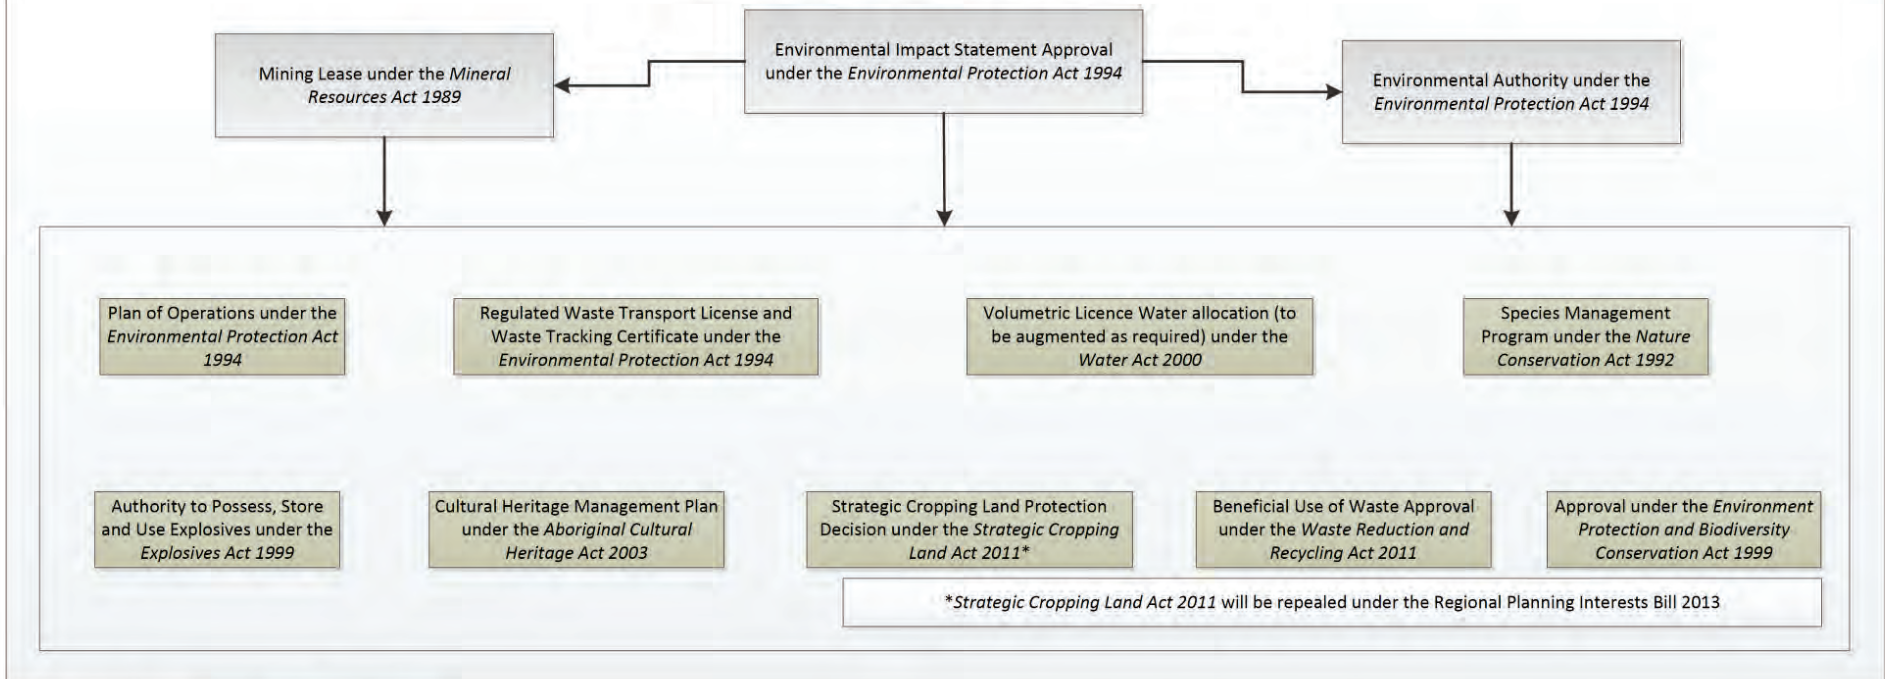 Environmental Impact Statement Approval
under the Environmental Protection Act 1994
Mining Lease under the Mineral
Resources Act 1989
Environmental Authority under the
Environmental Protection Act 1994
Plan of Operations under the
Environmental Protection Act
1994
Regulated Waste Transport License and
Waste Tracking Certificate under the
Environmental Protection Act 1994
Volumetric Licence Water allocation (to
be augmented as required) under the
Water Act 2000
Species Management
Program under the Nature
Conservation Act 1992
Authority to Possess, Store
and Use Explosives under the
Explosives Act 1999
Cultural Heritage Management Plan
under the Aboriginal Cultural
Heritage Act 2003
Strategic Cropping Land Protection
Decision under the Strategic Cropping
Land Act 2011*
Beneficial Use of Waste Approval
under the Waste Reduction and
Recycling Act 2011
Approval under the Environment
Protection and Biodiversity
Conservation Act 1999
*Strategic Cropping Land Act 2011 will be repealed under the Regional Planning Interests Bill 2013